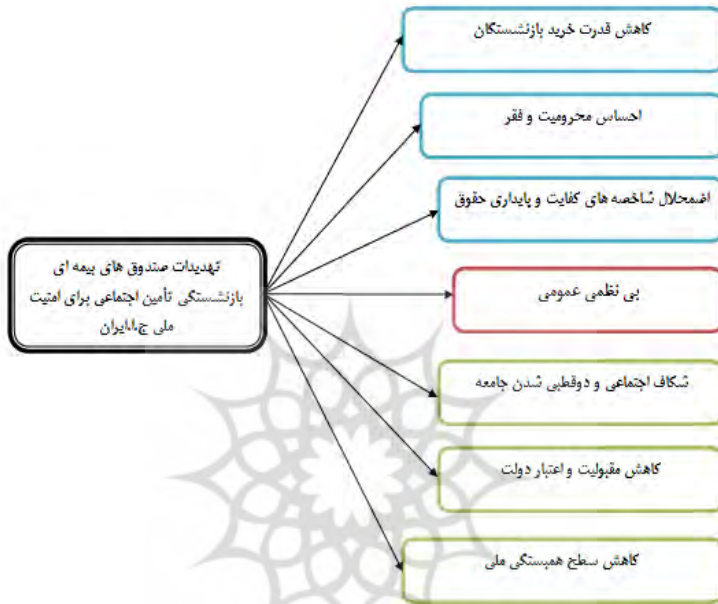 کاهش قدرت خرید بازنشستگان
احساس محرومیت و فقر
اضمحلال شاخصه های کفایت و پایداری حقوق
تهدیدات صندوق های بیمه ای
بازنشستگی تأمین اجتماعی برای امنیت
ملی ج.ا.ایران
بی نظمی عمومی
شکاف اجتماعی و دوقطبی شدن جامعه
کاهش مقبولیت و اعتبار دولت
کاهش سطح همبستگی ملی